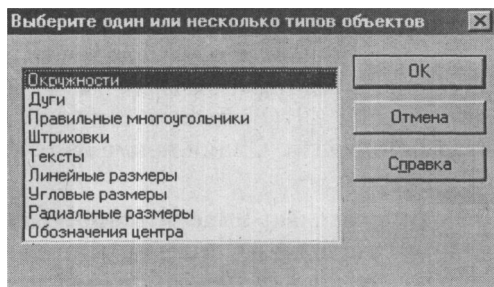 Выберите один или несколько типов объектов
Окружности
Дуги
Правильные многоугольники
Штриховки
Тексты
Линейные размеры
Угловые размеры
Радиальные размеры
Обозначения центра
OK
Отмена
Справка